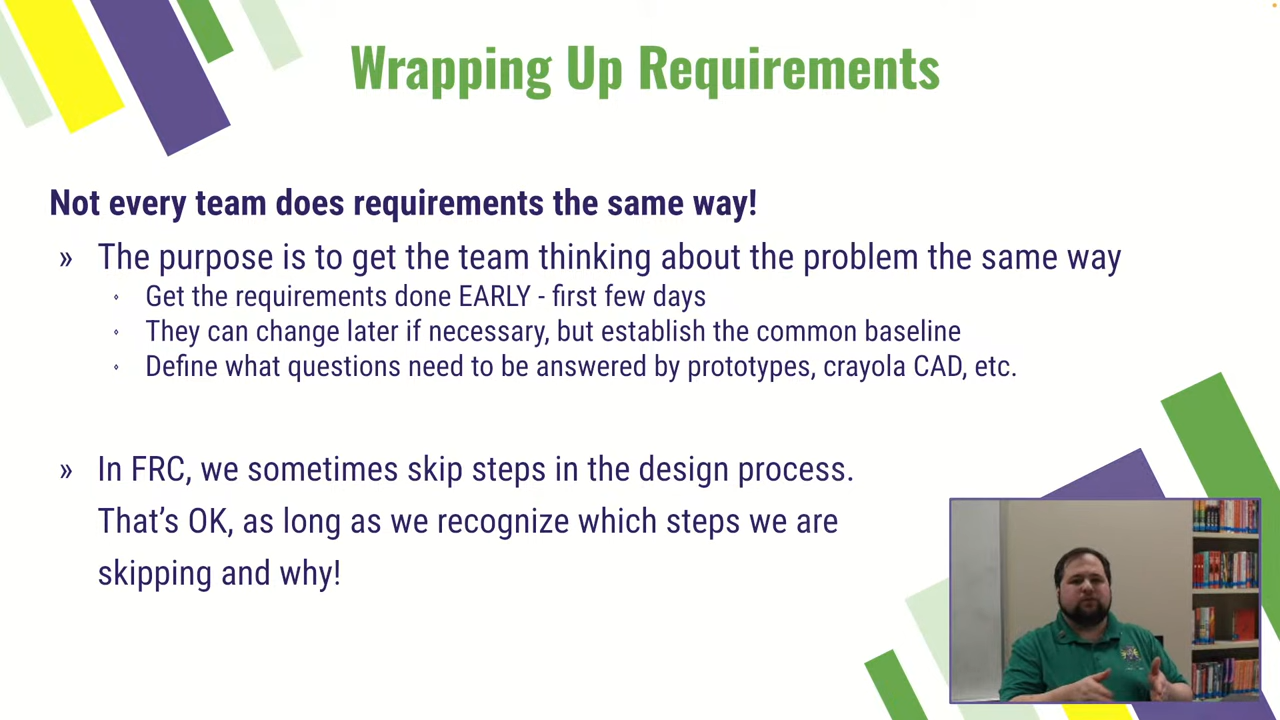 Wrapping Up Requirements
Not every team does requirements the same way!
» The purpose is to get the team thinking about the problem the same way
Get the requirements done EARLY - first few days
They can change later if necessary, but establish the common baseline
Define what questions need to be answered by prototypes, crayola CAD, etc.
» In FRC, we sometimes skip steps in the design process.
That’s OK, as long as we recognize which steps we are
skipping and why!